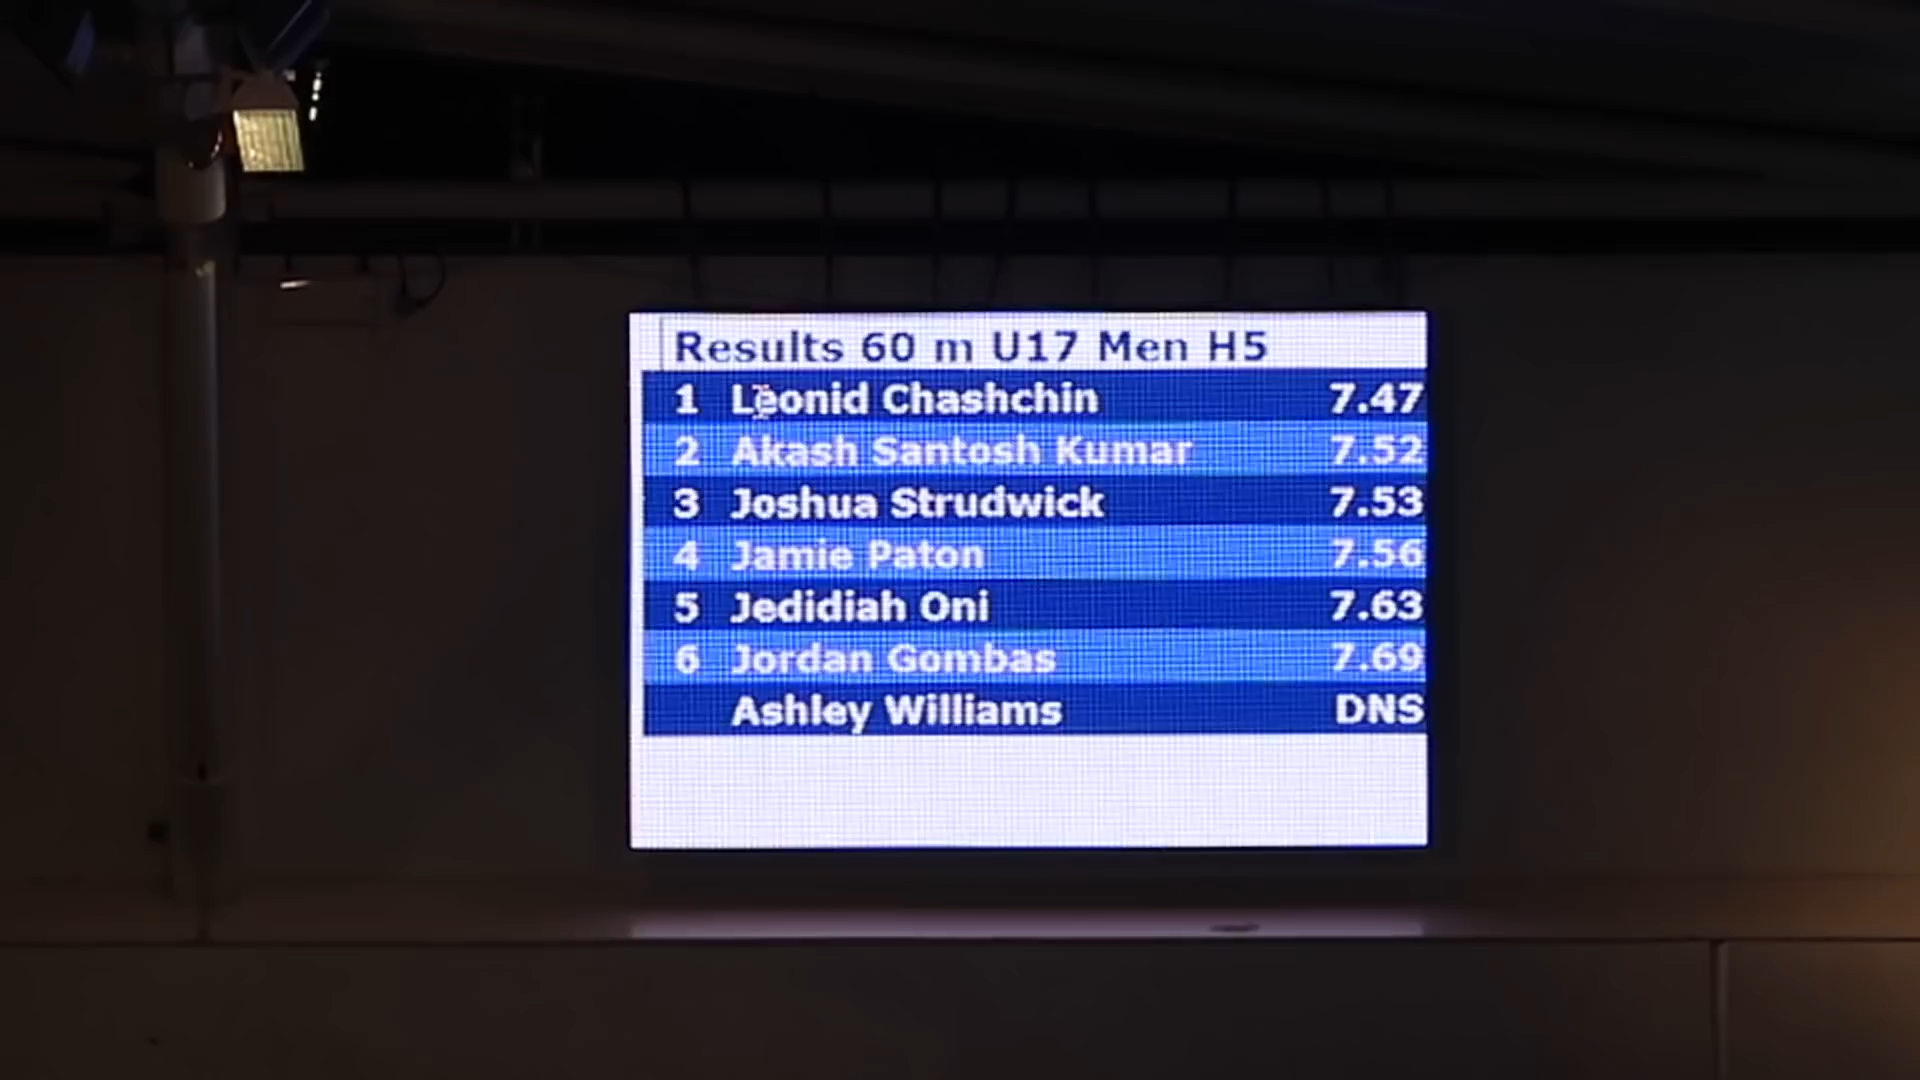 Results 60 m U17 Men H5
1 Leonid Chashchin 7.47
2 Akash Santosh Kumar 7.52
3 Joshua Strudwick 7.53
4 Jamie Paton 7.56
5 Jedidiah Oni 7.63
6 Jordan Gombas 7.69
Ashley Williams DNS